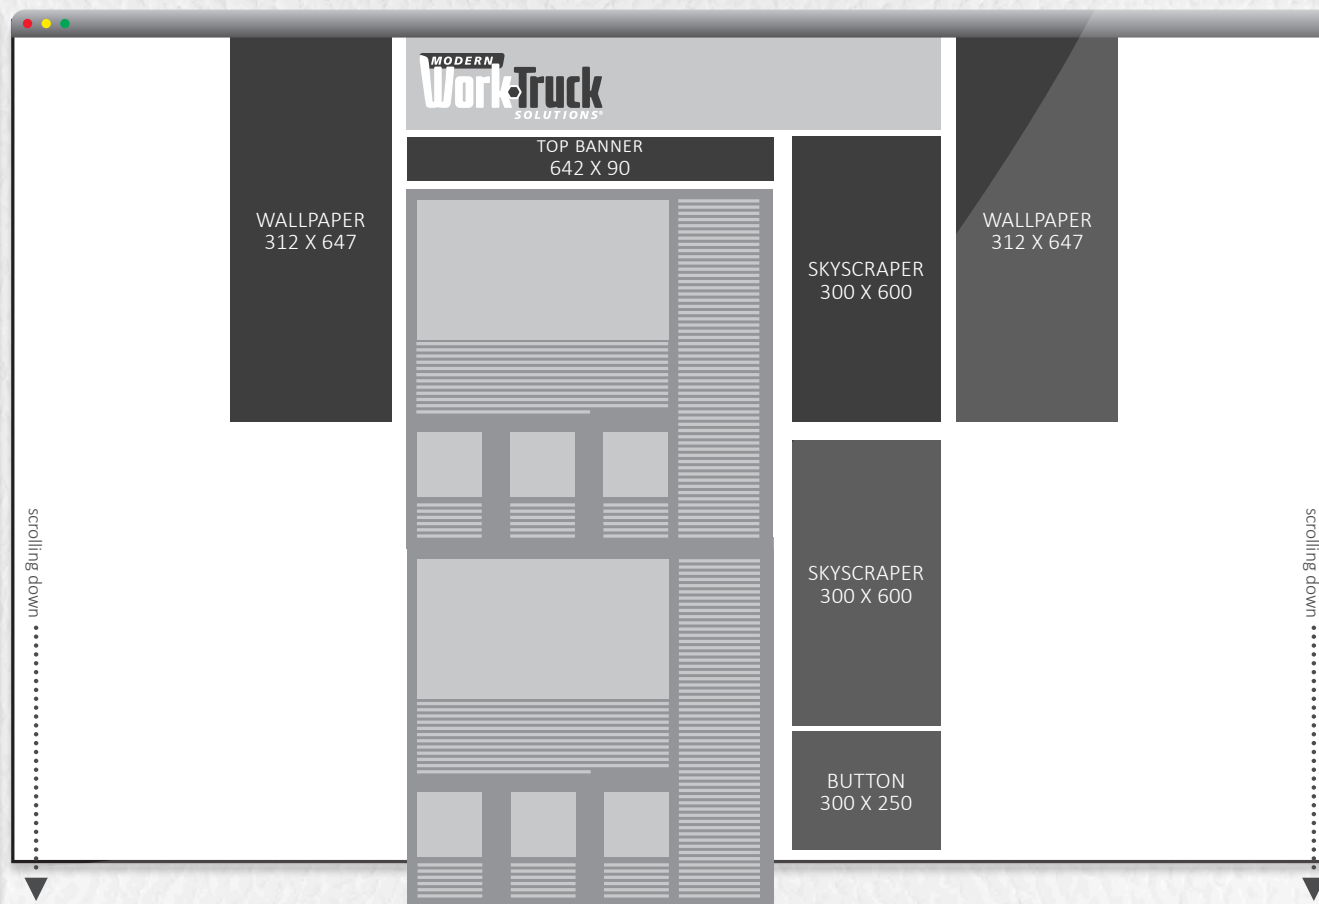 MODERN
Work Truck
SOLUTIONS®
TOP BANNER
642 X 90
WALLPAPER
312 X 647
WALLPAPER
312 X 647
SKYSCRAPER
300 X 600
SKYSCRAPER
300 X 600
BUTTON
300 X 250
scrolling down
scrolling down